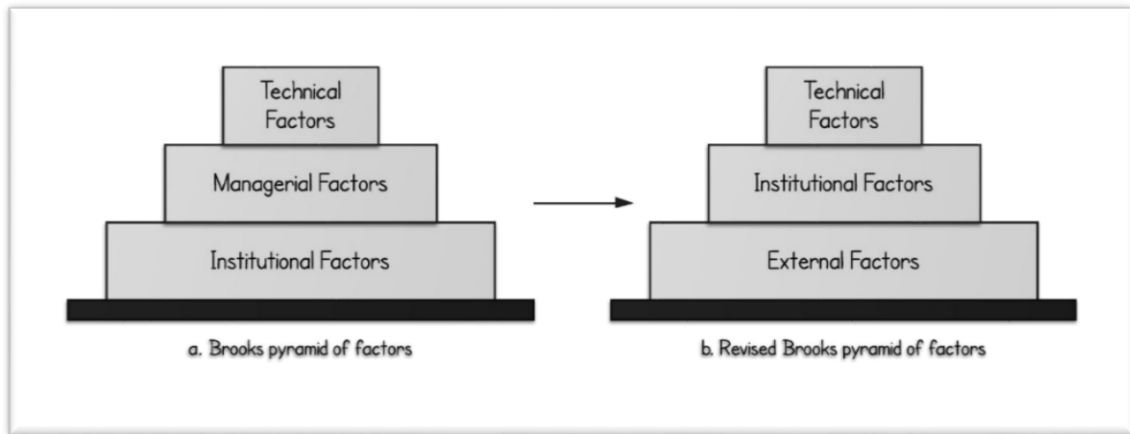 Technical
Factors
Managerial Factors
Institutional Factors
a. Brooks pyramid of factors
Technical
Factors
Institutional Factors
External Factors
b. Revised Brooks pyramid of factors